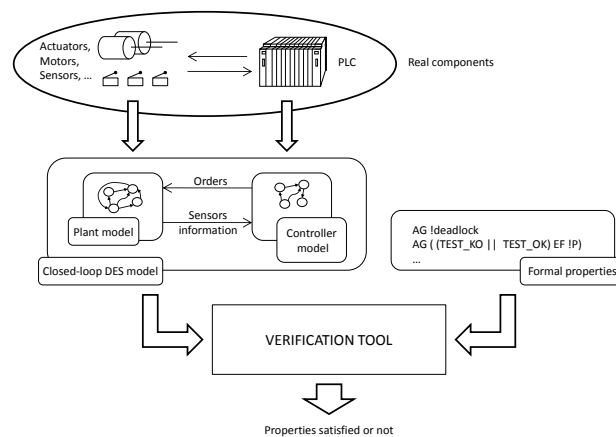 Actuators,
Motors,
Sensors, ...
PLC
Real components
Orders
Sensors
information
Plant model
Controller
model
Closed-loop DES model
AG !deadlock
AG ( (TEST_KO || TEST_OK) EF !P)
...
Formal properties
VERIFICATION TOOL
Properties satisfied or not